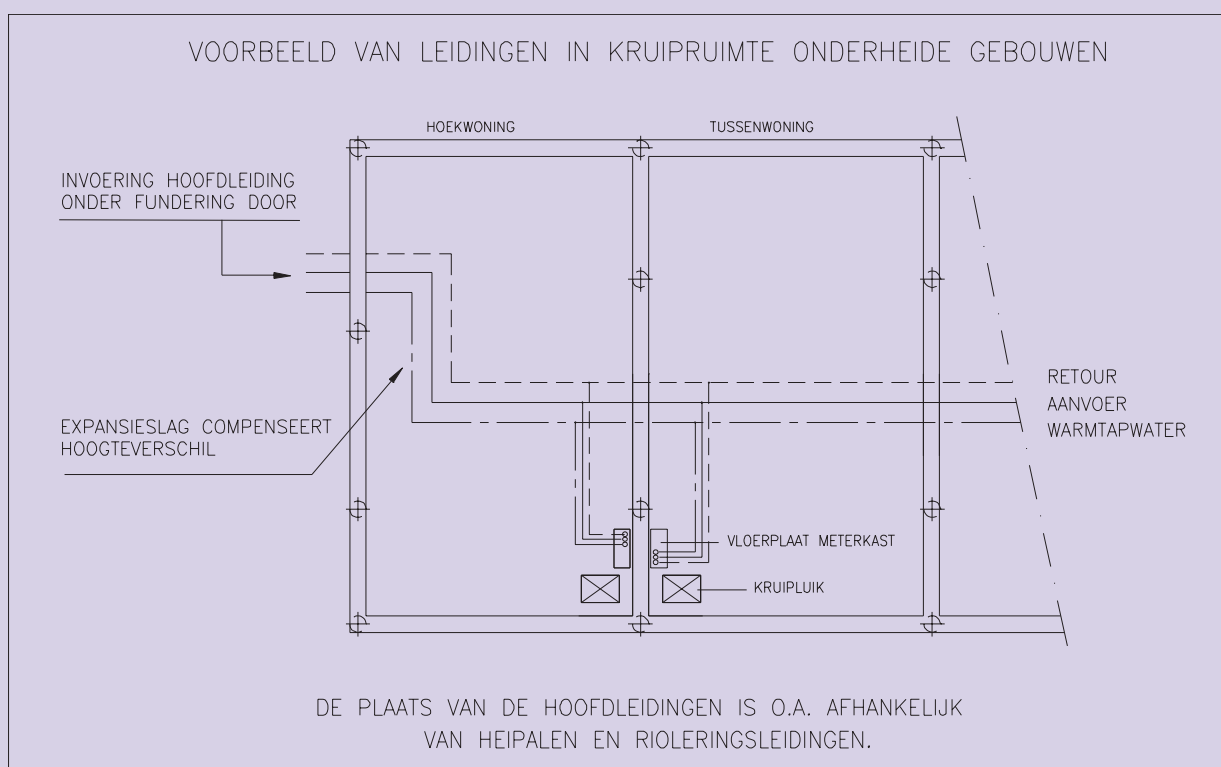 VOORBEELD VAN LEIDINGEN IN KRUIPRUIMTE ONDERHEIDE GEBOUWEN
HOEKWONING
TUSSENWONING
INVOERING HOOFDLEIDING
ONDER FUNDERING DOOR
EXPANSIESLAG COMPENSEERT
HOOGTEVERSCHIL
RETOUR
AANVOER
WARMTAPWATER
VLOERPLAAT METERKAST
KRUIPLUIK
DE PLAATS VAN DE HOOFDLEIDINGEN IS O.A. AFHANKELIJK
VAN HEIPALEN EN RIOLERINGSLEIDINGEN.